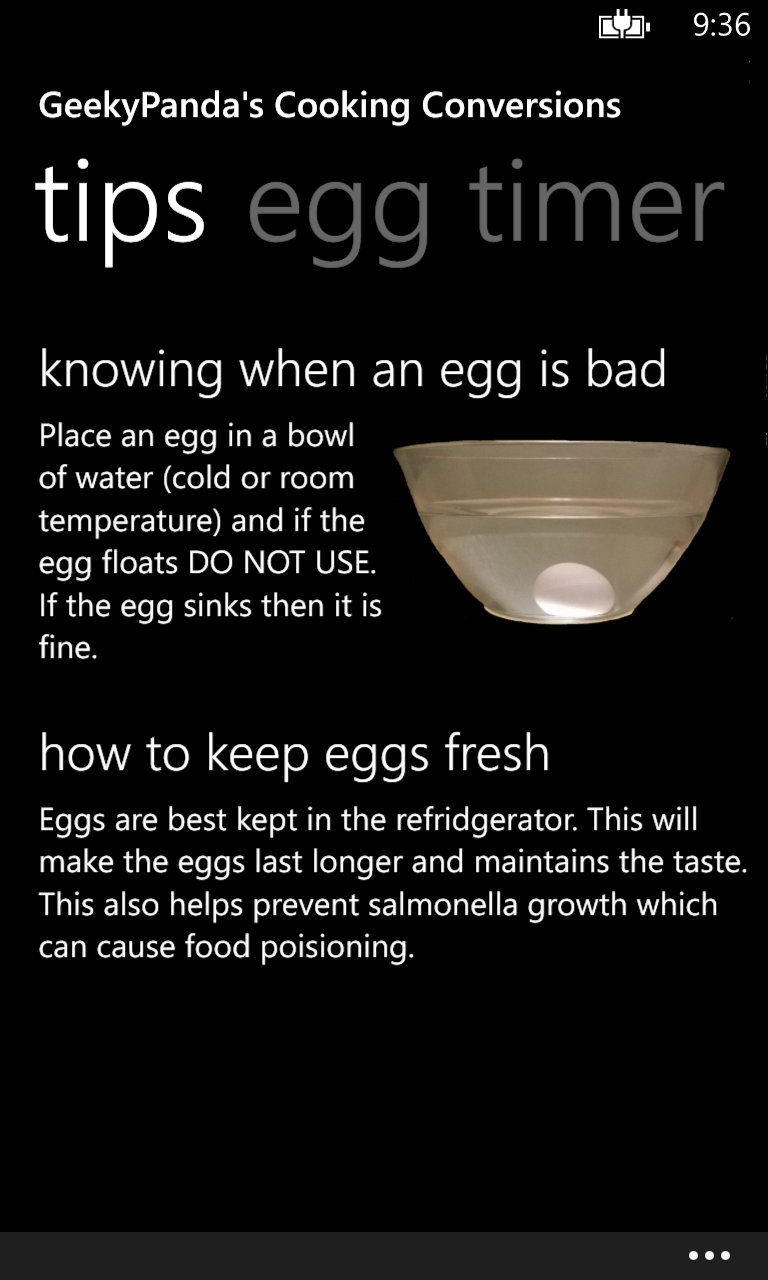 9:36
GeekyPanda's Cooking Conversions
tips egg timer
knowing when an egg is bad
Place an egg in a bowl
of water (cold or room
temperature) and if the
egg floats DO NOT USE.
If the egg sinks then it is
fine.
how to keep eggs fresh
Eggs are best kept in the refridgerator. This will
make the eggs last longer and maintains the taste.
This also helps prevent salmonella growth which
can cause food poisioning.